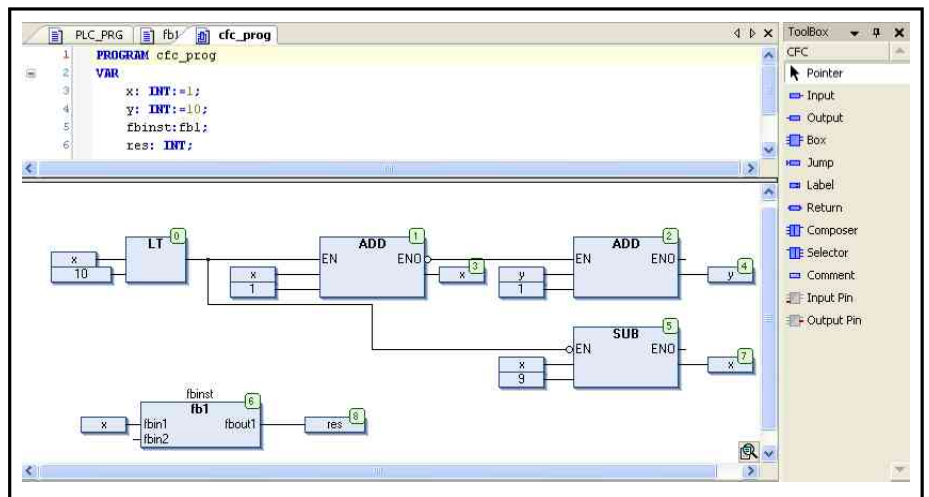 PLC_PRG fb1 cfc_prog
ToolBox
1 PROGRAM cfc_prog
2 VAR
3 x: INT:=1;
4 y: INT:=10;
5 fbinst:fb1;
6 res: INT;
CFC
Pointer
Input
Output
Box
Jump
Label
Return
Composer
Selector
Comment
Input Pin
Output Pin
LT 0
x
10
ADD 1
EN ENO
x
1
x 3
ADD 2
EN ENO
y
1
y 4
SUB 5
EN ENO
x
9
x 7
fbinst
fb1 6
x
fbin1 fbout1
fbin2
res 8